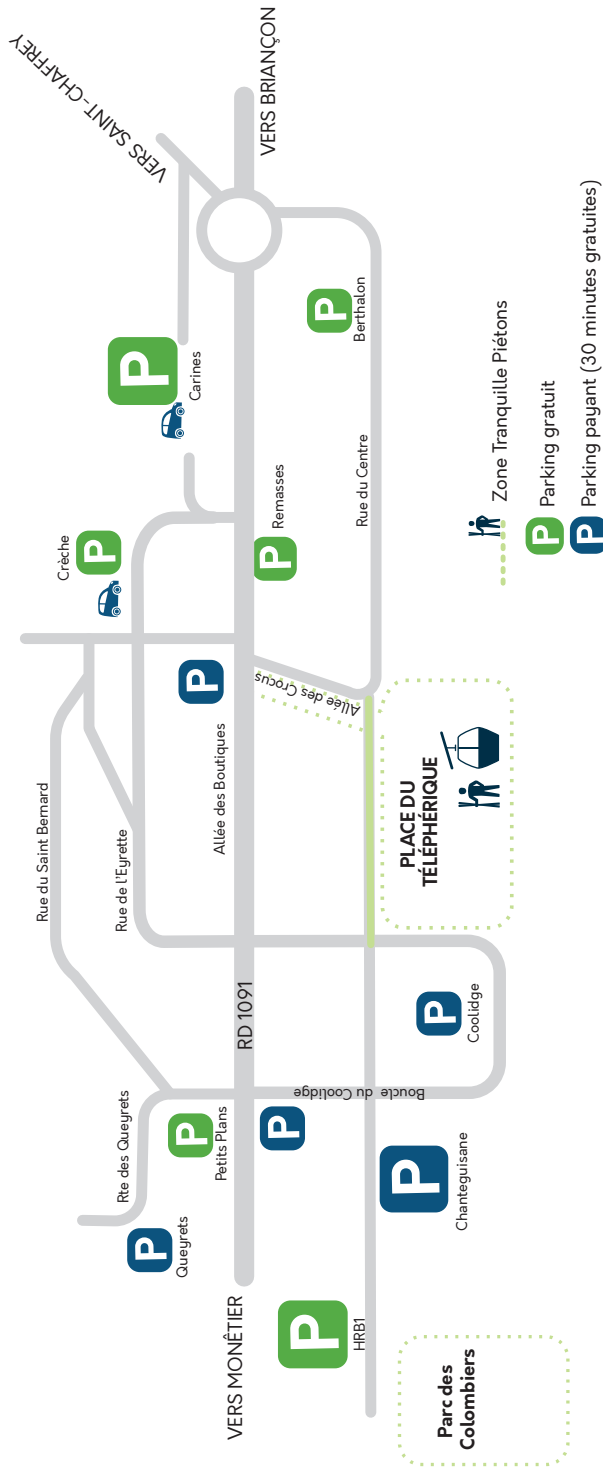 VERS SAINT-CHAFFREY
VERS BRIANÇON
P
Carines
P
Berthalon
Crèche
P
P
Remasses
Rue du Centre
P
Allée des Crocus
Allée des Boutiques
Rue du Saint Bernard
Rue de l'Eyrette
PLACE DU
TÉLÉPHÉRIQUE
RD 1091
P
Coolidge
Boucle du Coolidge
Rte des Queyrets
P
Petits Plans
P
P
Queyrets
P
Chanteguisane
VERS MONÊTIER
P
HRB1
Parc des
Colombiers
Zone Tranquille Piétons
P
Parking gratuit
P
Parking payant (30 minutes gratuites)